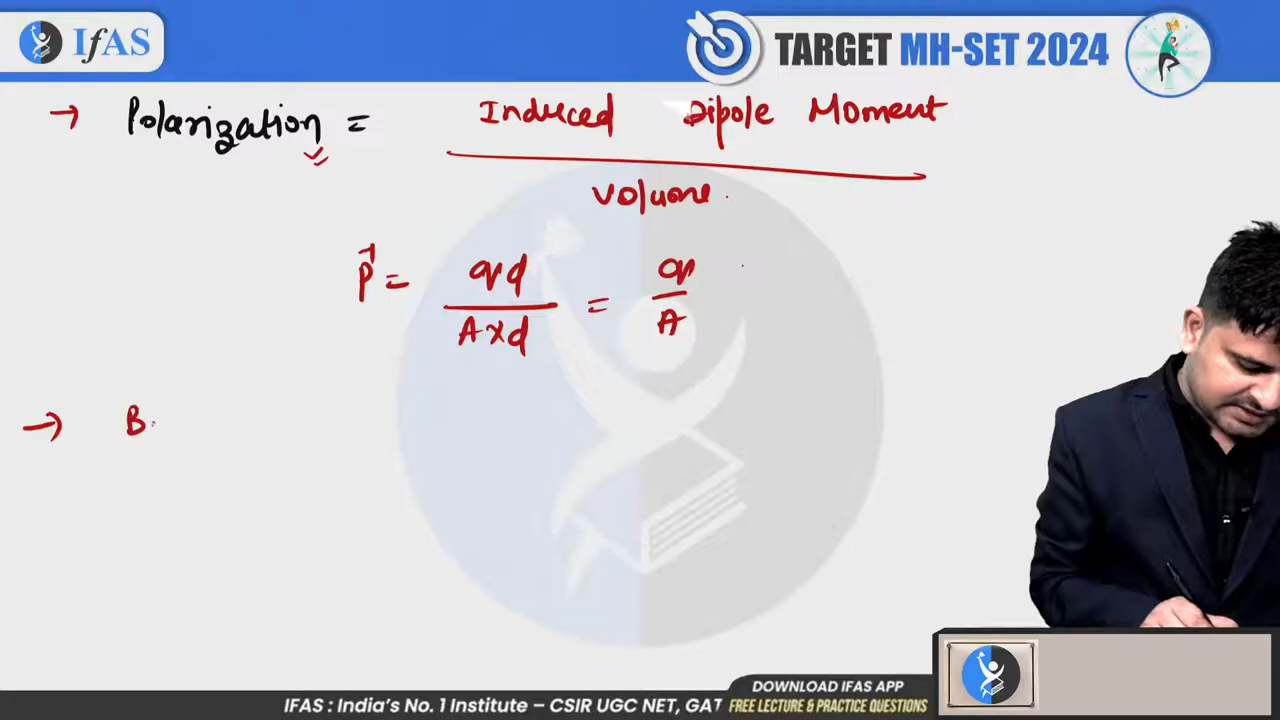 IfAS
TARGET MH-SET 2024
→ Polarization = Induced Dipole Moment
volume.
P = qd / A×d = q / A
→ B
DOWNLOAD IFAS APP
IFAS : India's No. 1 Institute – CSIR UGC NET, GAT
FREE LECTURE & PRACTICE QUESTIONS